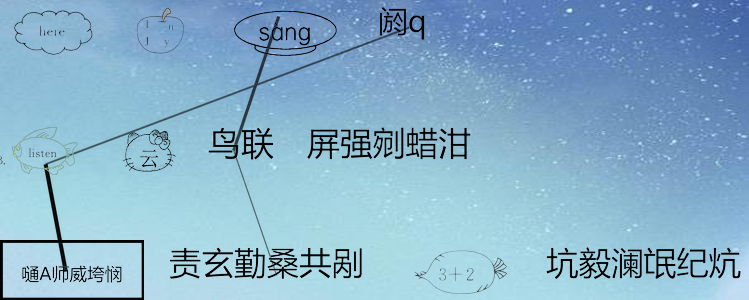 here
sang
阏q
listen
云
鸟联
屏强剜蜡泔
嗵A帅威垮悯
责玄勤桑共剐
3+2
坑毅澜氓纪炕